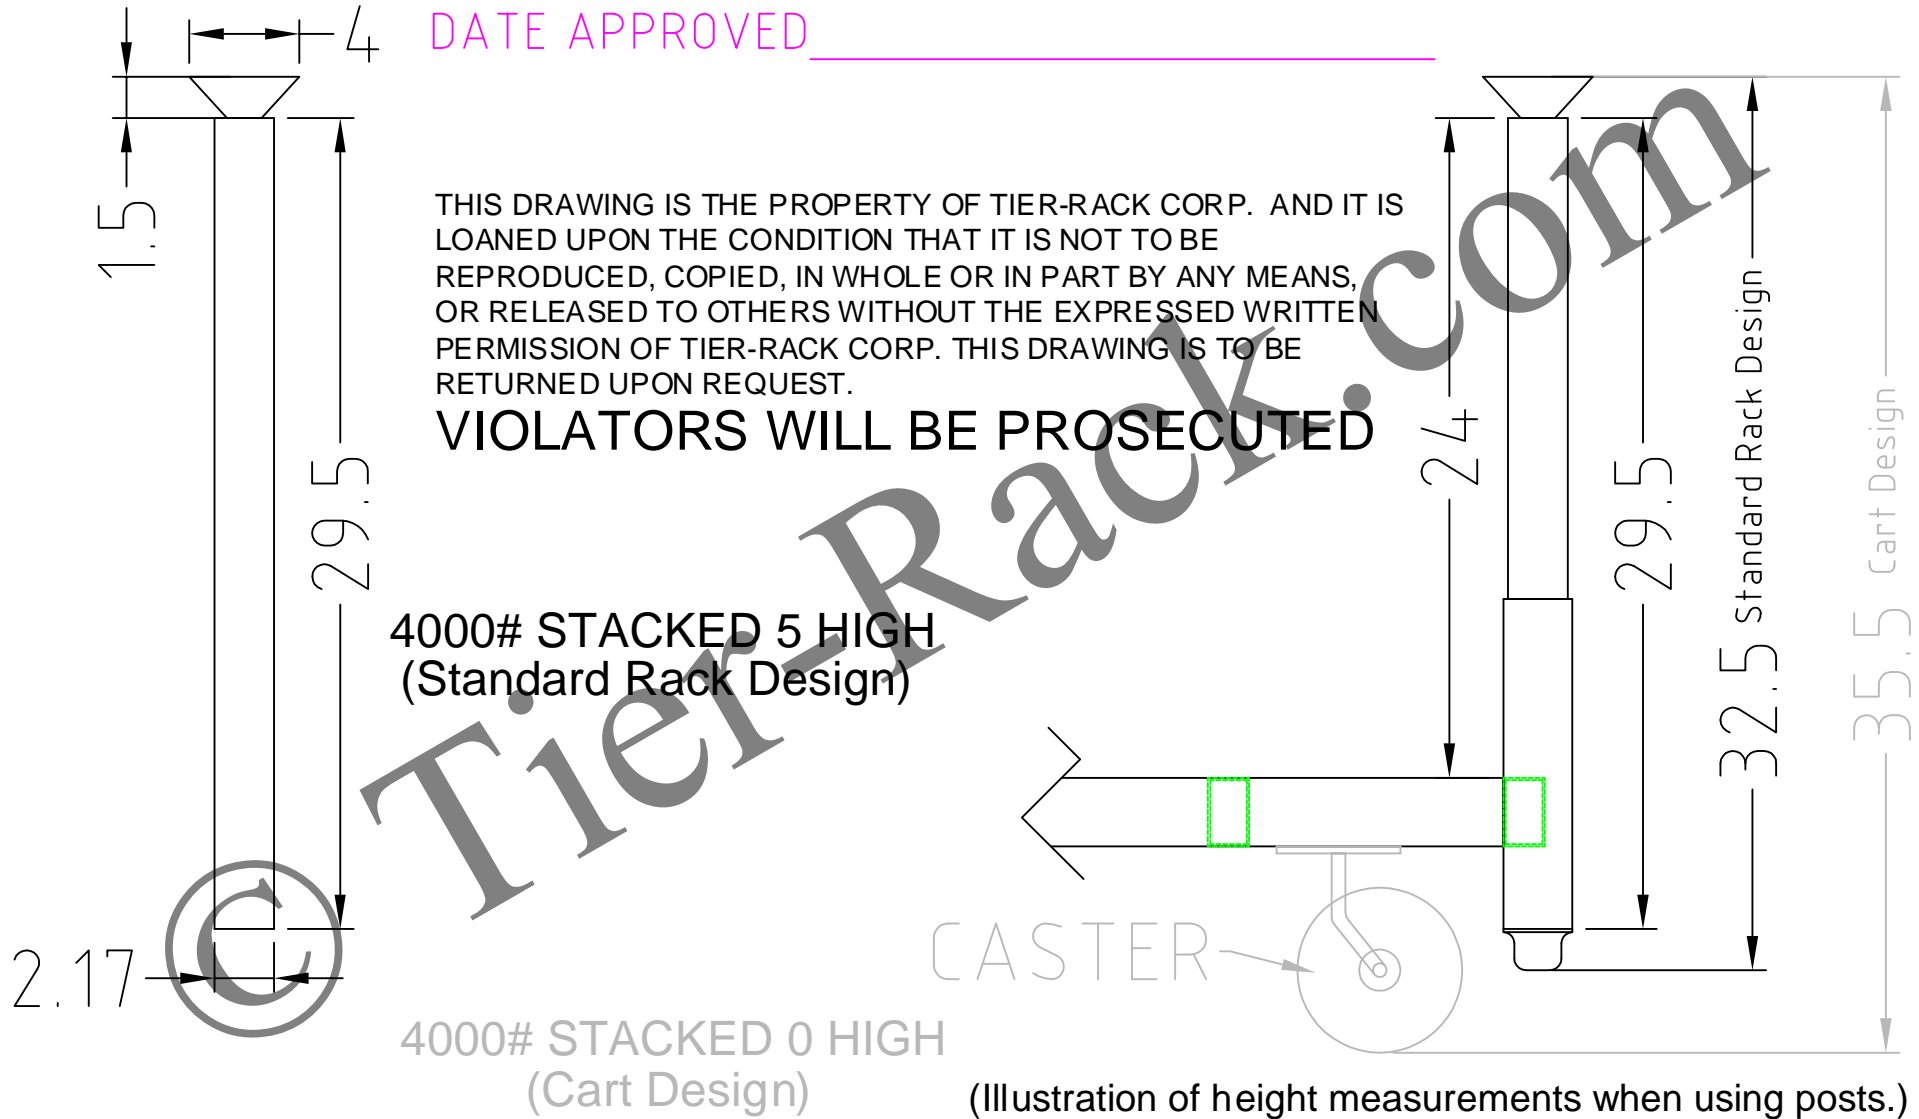 4
DATE APPROVED
1.5
THIS DRAWING IS THE PROPERTY OF TIER-RACK CORP. AND IT IS
LOANED UPON THE CONDITION THAT IT IS NOT TO BE
REPRODUCED, COPIED, IN WHOLE OR IN PART BY ANY MEANS,
OR RELEASED TO OTHERS WITHOUT THE EXPRESSED WRITTEN
PERMISSION OF TIER-RACK CORP. THIS DRAWING IS TO BE
RETURNED UPON REQUEST.
VIOLATORS WILL BE PROSECUTED
29.5
24
29.5
32.5 Standard Rack Design
35.5 Cart Design
4000# STACKED 5 HIGH
(Standard Rack Design)
© Tier-Rack.com
2.17
CASTER
4000# STACKED 0 HIGH
(Cart Design)
(Illustration of height measurements when using posts.)